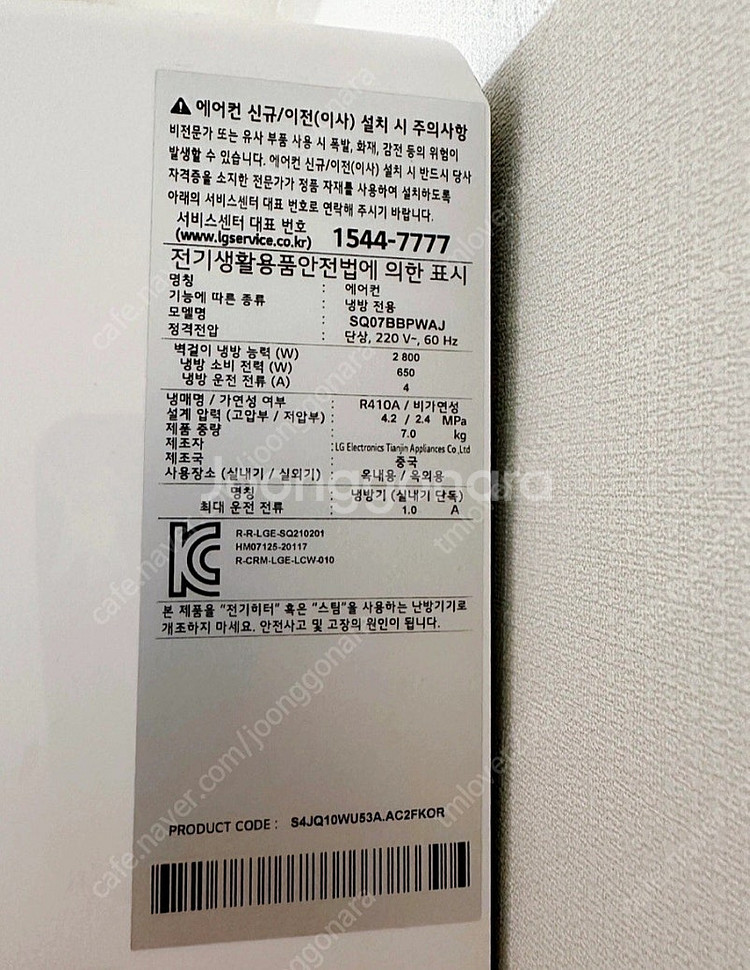 ⚠ 에어컨 신규/이전(이사) 설치 시 주의사항
비전문가 또는 유사 부품 사용 시 폭발, 화재, 감전 등의 위험이
발생할 수 있습니다. 에어컨 신규/이전(이사) 설치 시 반드시 당사
자격증을 소지한 전문가가 정품 자재를 사용하여 설치하도록
아래의 서비스센터 대표 번호로 연락해 주시기 바랍니다.
서비스센터 대표 번호
(www.lgservice.co.kr) 1544-7777
전기생활용품안전법에 의한 표시
명칭 : 에어컨
기능에 따른 종류 : 냉방 전용
모델명 : SQ07BBPWAJ
정격전압 : 단상, 220 V~, 60 Hz
벽걸이 냉방 능력 (W) 2 800
냉방 소비 전력 (W) 650
냉방 운전 전류 (A) 4
냉매명 / 가연성 여부 : R410A / 비가연성
설계 압력 (고압부 / 저압부) : 4.2 / 2.4 MPa
제품 중량 : 7.0 kg
제조자 : LG Electronics Tianjin Appliances Co.,Ltd
제조국 : 중국
사용장소 (실내기 / 실외기) : 옥내용 / 옥외용
명칭 : 냉방기 (실내기 단독)
최대 운전 전류 : 1.0 A
R-R-LGE-SQ210201
HM07125-20117
R-CRM-LGE-LCW-010
본 제품을 "전기히터" 혹은 "스팀"을 사용하는 난방기기로
개조하지 마세요. 안전사고 및 고장의 원인이 됩니다.
PRODUCT CODE : S4JQ10WU53A.AC2FKOR
Joonggonara
cafe.naver.com/joonggonara